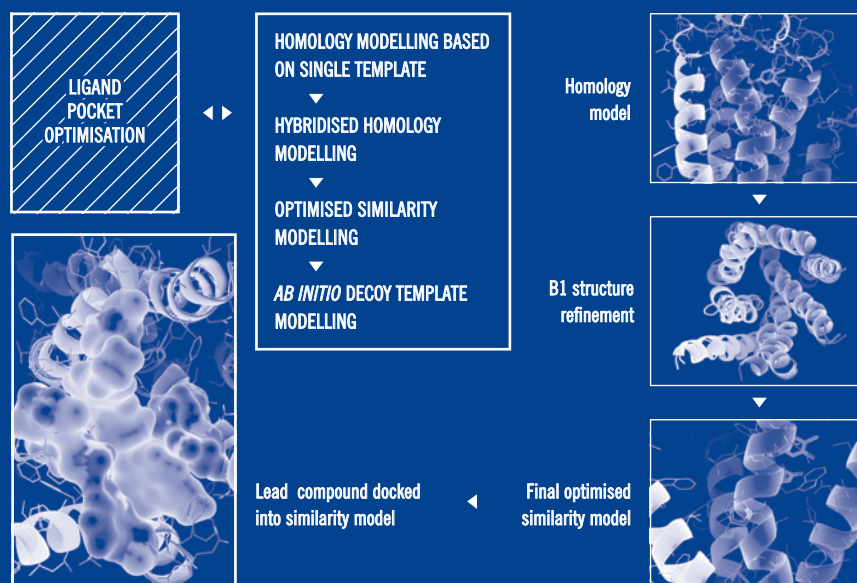 LIGAND
POCKET
OPTIMISATION
HOMOLOGY MODELLING BASED
ON SINGLE TEMPLATE
HYBRIDISED HOMOLOGY
MODELLING
OPTIMISED SIMILARITY
MODELLING
AB INITIO DECOY TEMPLATE
MODELLING
Homology
model
B1 structure
refinement
Final optimised
similarity model
Lead compound docked
into similarity model